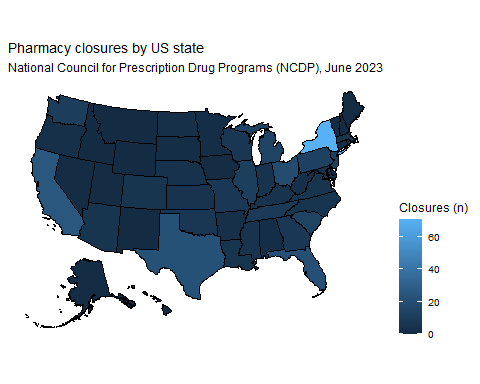 Pharmacy closures by US state
National Council for Prescription Drug Programs (NCDP), June 2023
Closures (n)
60
40
20
0